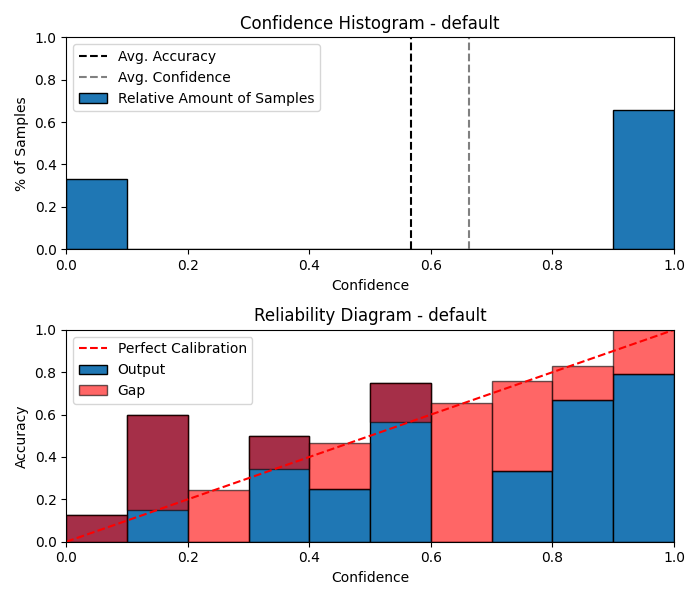 Confidence Histogram - default
1.0
0.8
0.6
0.4
0.2
0.0
% of Samples
Avg. Accuracy
Avg. Confidence
Relative Amount of Samples
0.0 0.2 0.4 0.6 0.8 1.0
Confidence
Reliability Diagram - default
1.0
0.8
0.6
0.4
0.2
0.0
Accuracy
Perfect Calibration
Output
Gap
0.0 0.2 0.4 0.6 0.8 1.0
Confidence